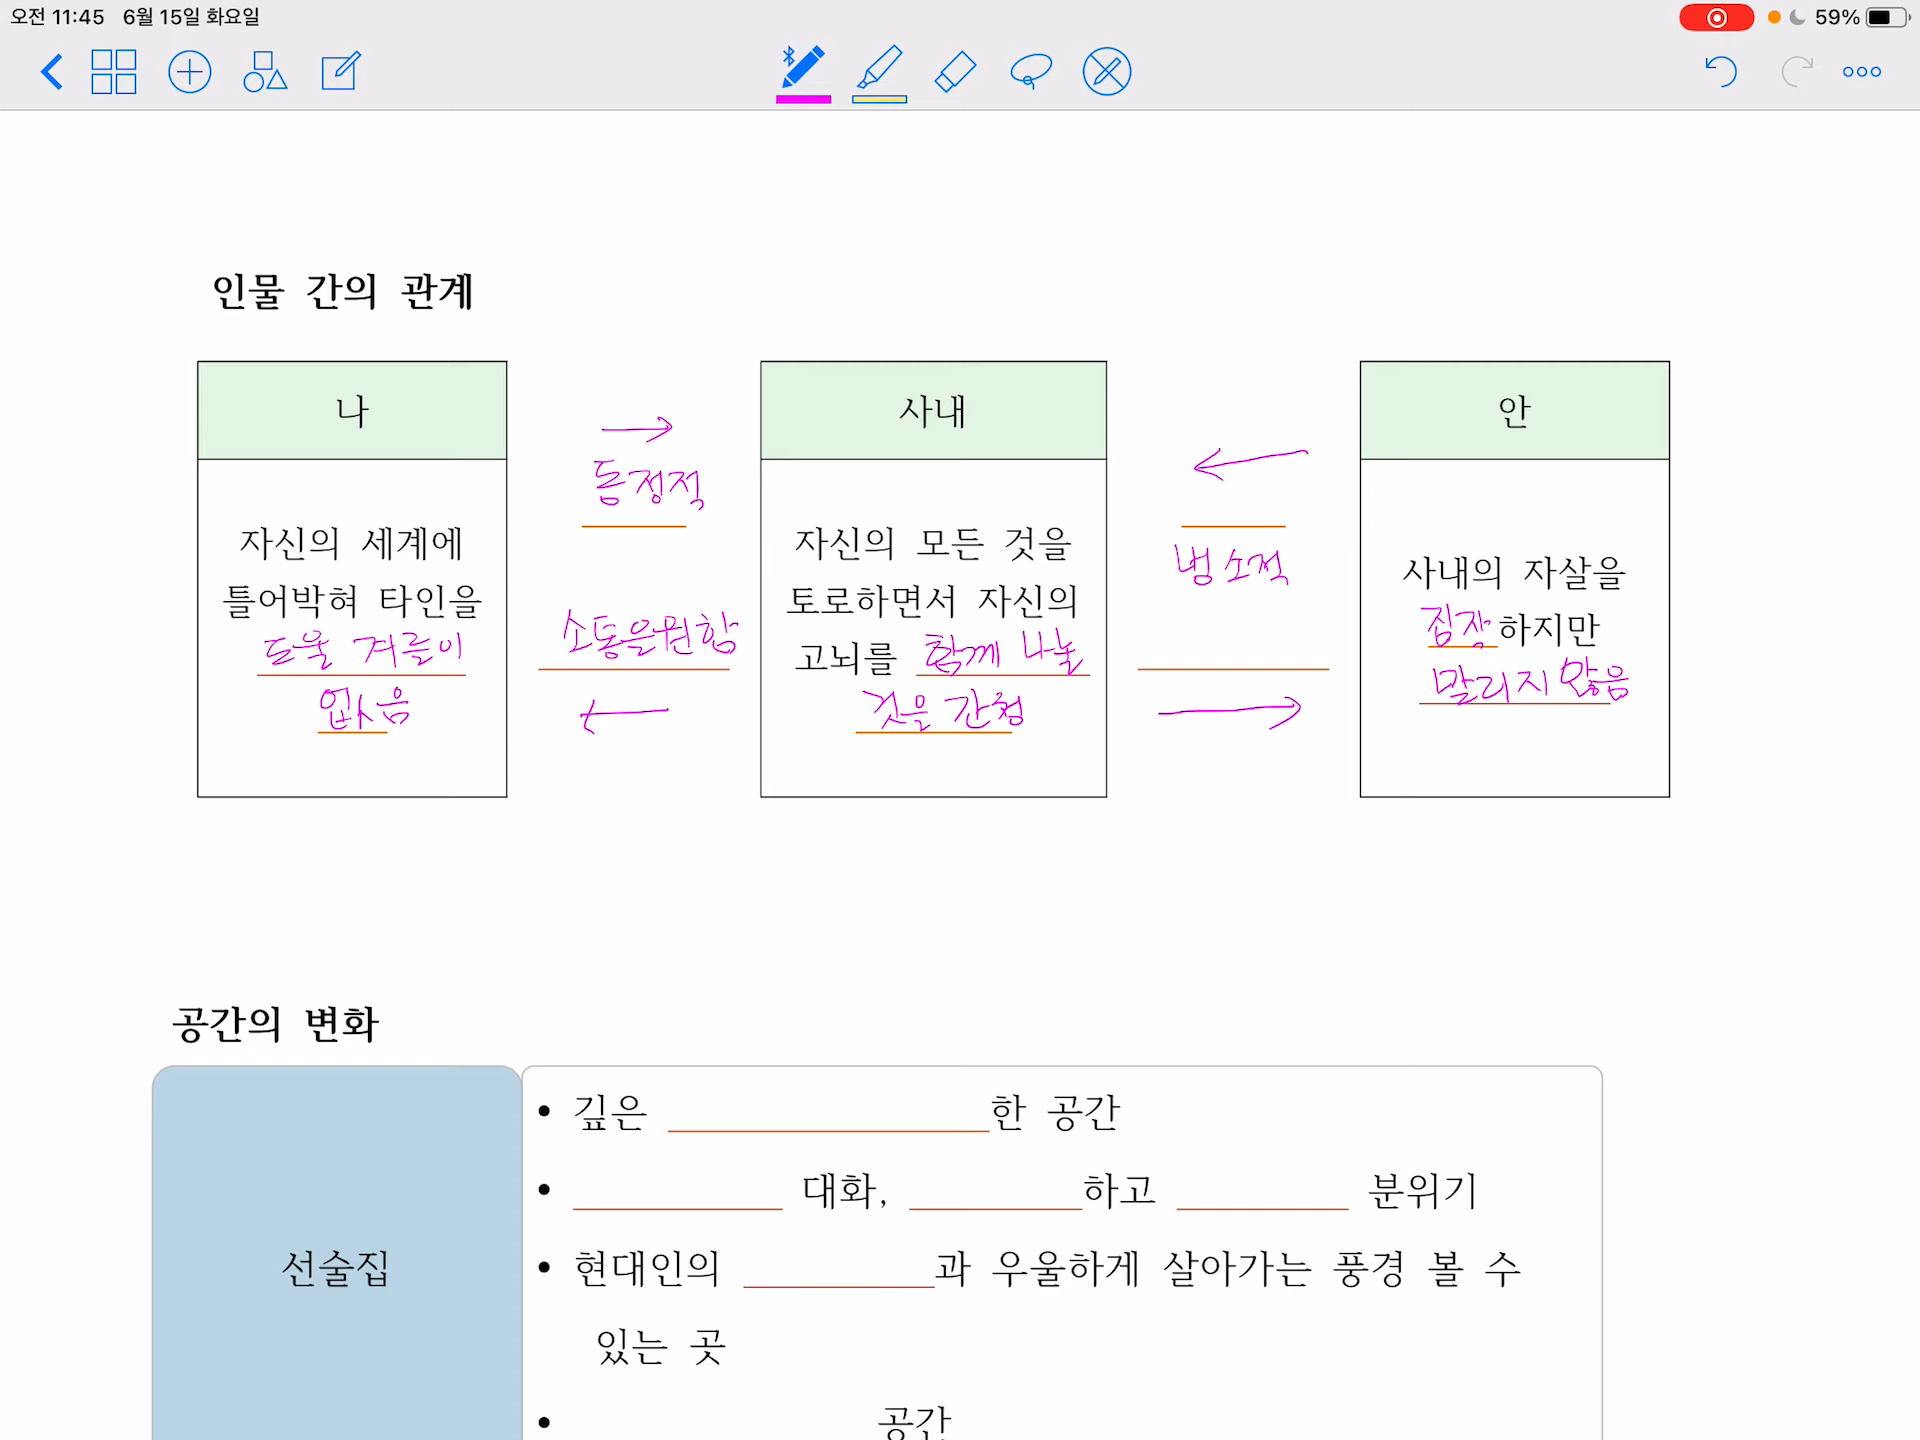 오전 11:45 6월 15일 화요일
59%
인물 간의 관계
나
자신의 세계에
틀어박혀 타인을
도울 겨를이
없음
동정적
소통을원함
사내
자신의 모든 것을
토로하면서 자신의
고뇌를 함께 나눌
것을 간청
냉소적
안
사내의 자살을
짐작하지만
말리지 않음
공간의 변화
선술집
• 깊은 한 공간
• 대화, 하고 분위기
• 현대인의 과 우울하게 살아가는 풍경 볼 수
있는 곳
• 공간